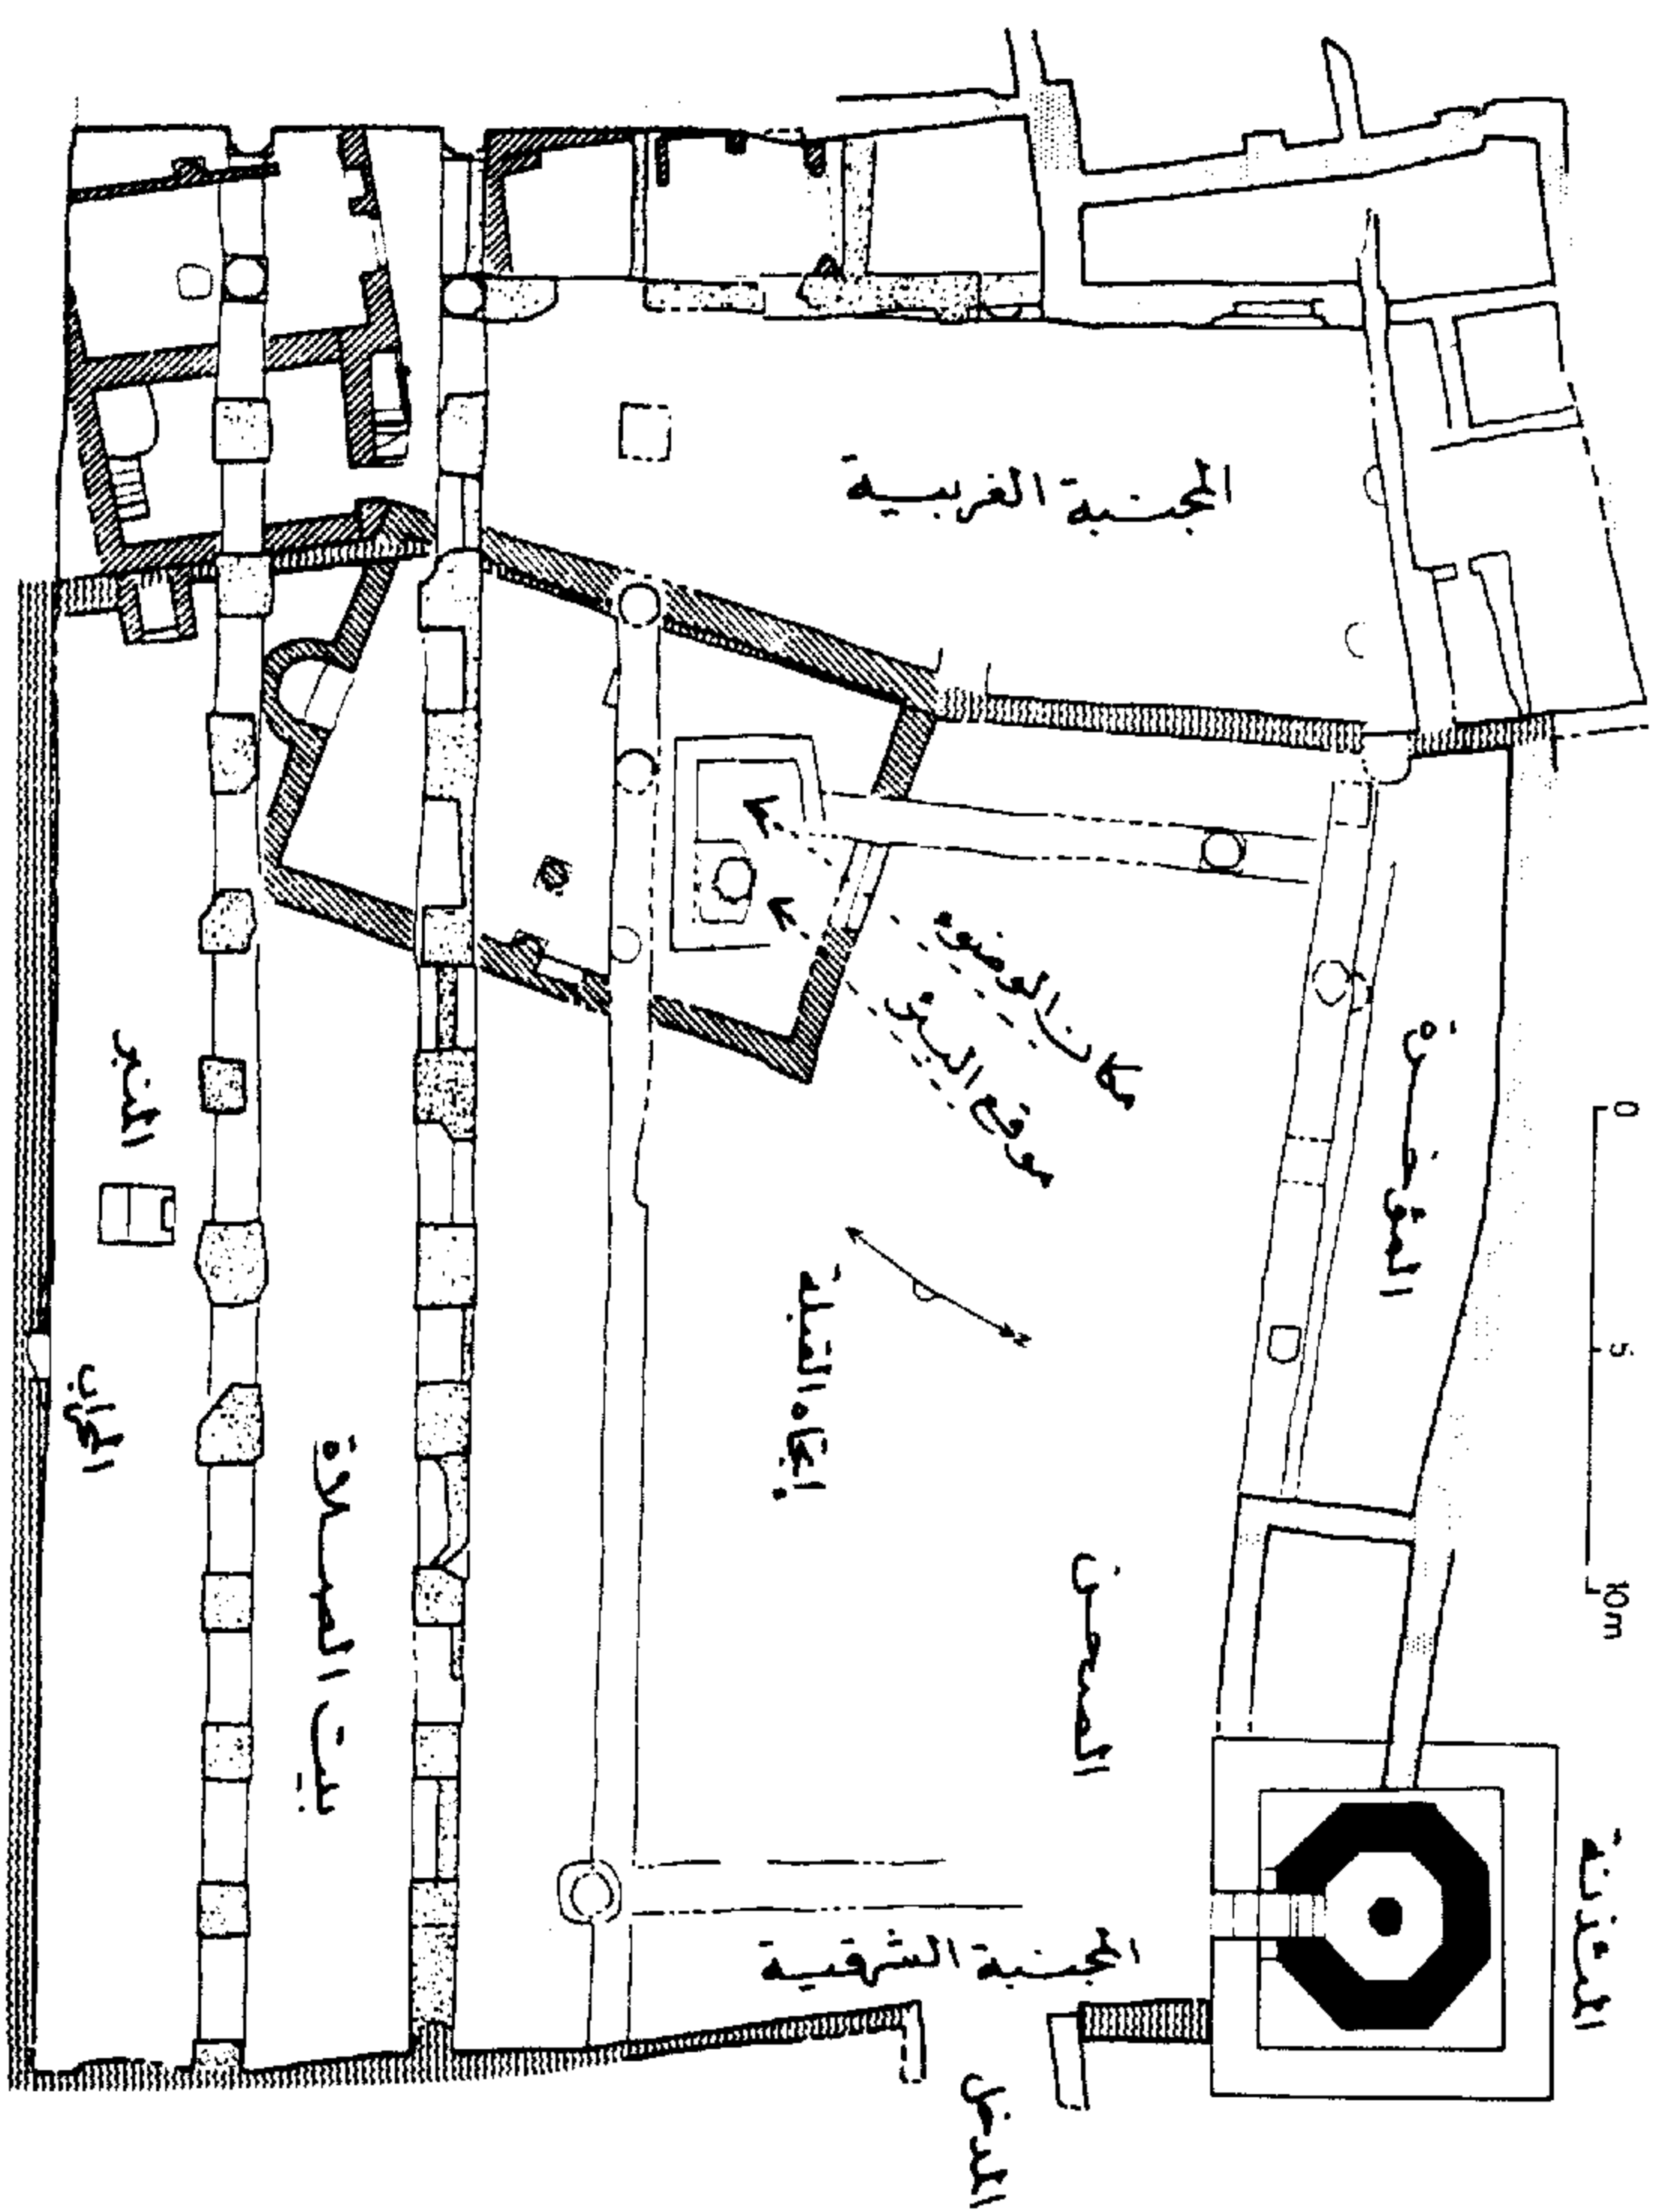 المجنبة الغربية
مكان الوضوء
موقع البئر
الغرفة
المنبر
المحراب
بيت الصلاة
اتجاه القبلة
N
الصحن
المجنبة الشرقية
المئذنة
المدخل
0
5
10m